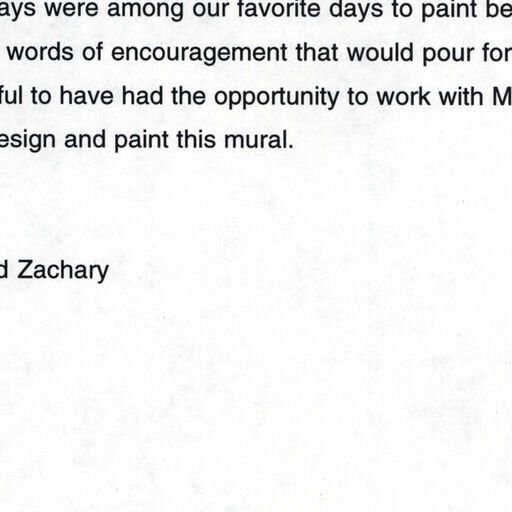 ays were among our favorite days to paint be
words of encouragement that would pour for
ful to have had the opportunity to work with M
esign and paint this mural.
d Zachary